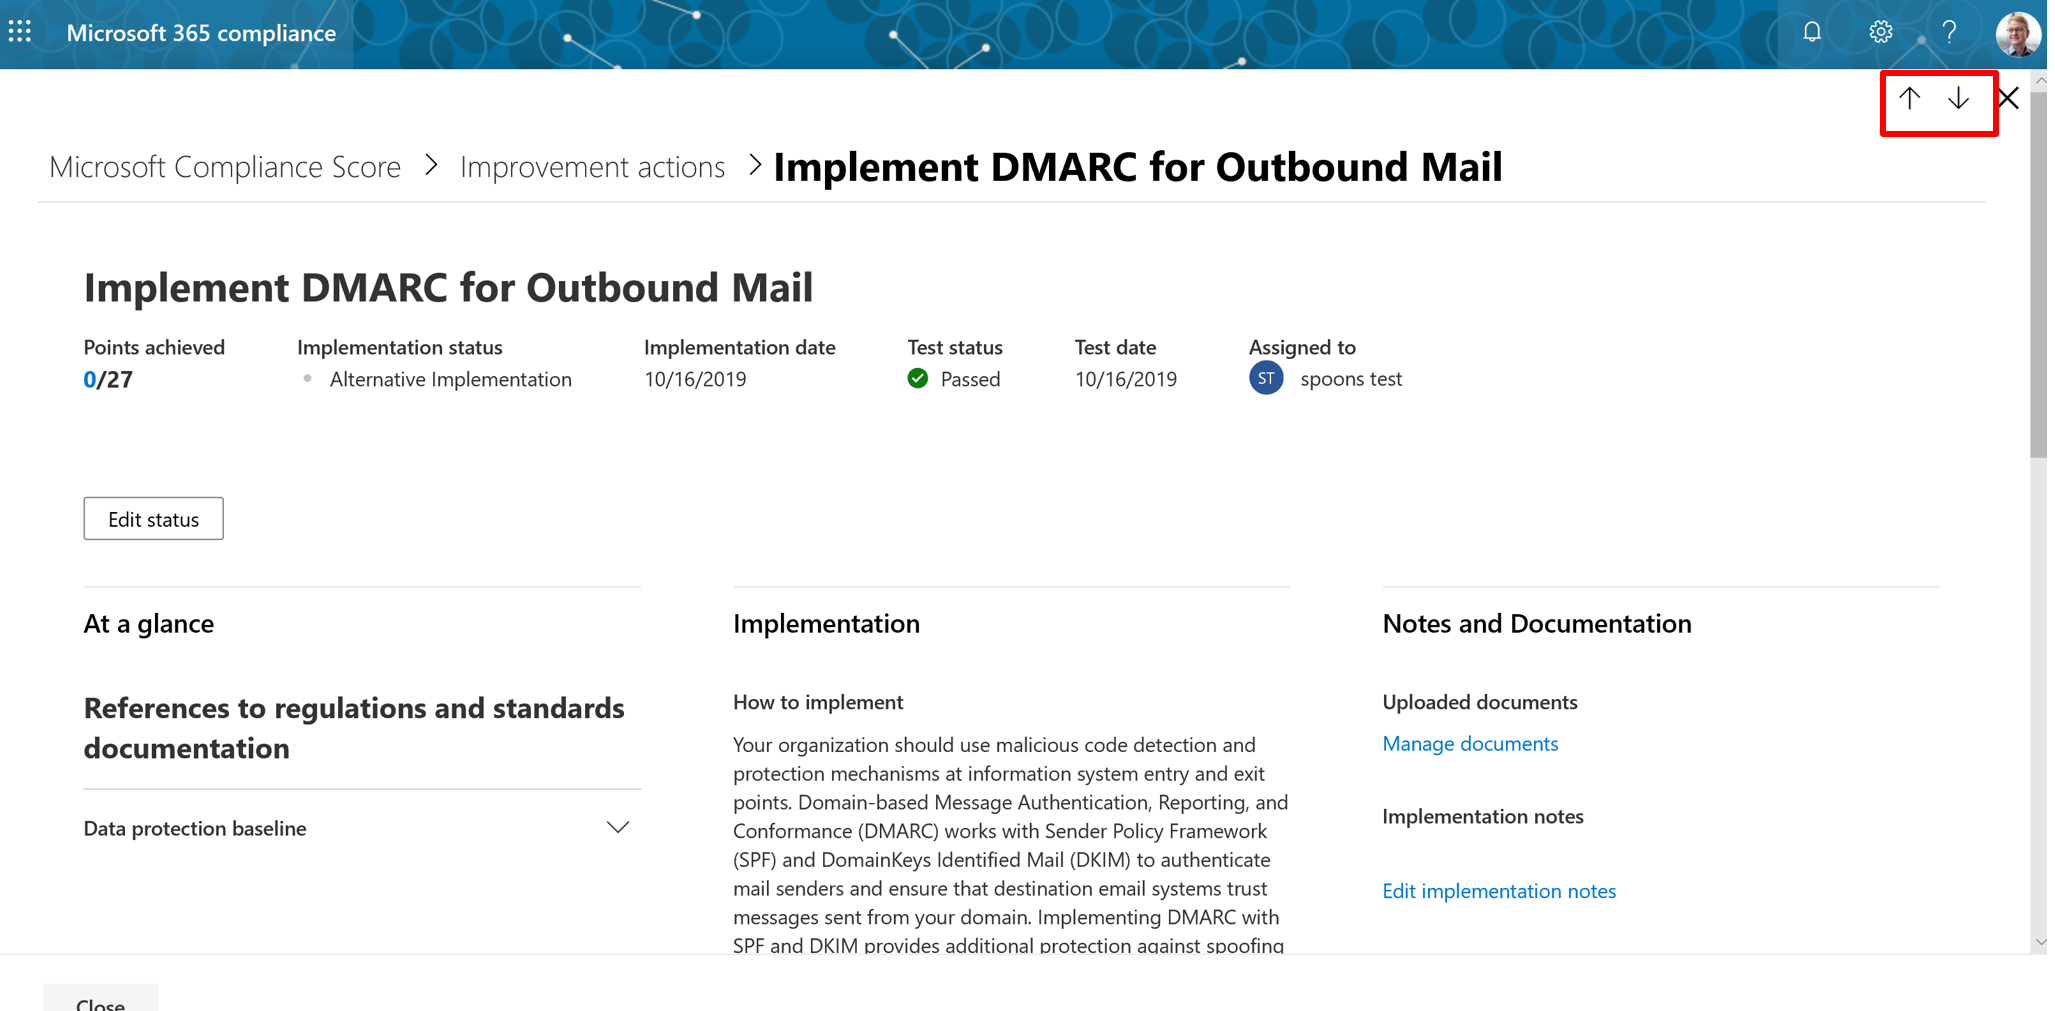 Microsoft 365 compliance
Microsoft Compliance Score > Improvement actions > Implement DMARC for Outbound Mail
Implement DMARC for Outbound Mail
Points achieved
0/27
Implementation status
Alternative Implementation
Implementation date
10/16/2019
Test status
Passed
Test date
10/16/2019
Assigned to
ST spoons test
Edit status
At a glance
References to regulations and standards
documentation
Data protection baseline
Implementation
How to implement
Your organization should use malicious code detection and
protection mechanisms at information system entry and exit
points. Domain-based Message Authentication, Reporting, and
Conformance (DMARC) works with Sender Policy Framework
(SPF) and DomainKeys Identified Mail (DKIM) to authenticate
mail senders and ensure that destination email systems trust
messages sent from your domain. Implementing DMARC with
SPF and DKIM provides additional protection against spoofing
Notes and Documentation
Uploaded documents
Manage documents
Implementation notes
Edit implementation notes
Close